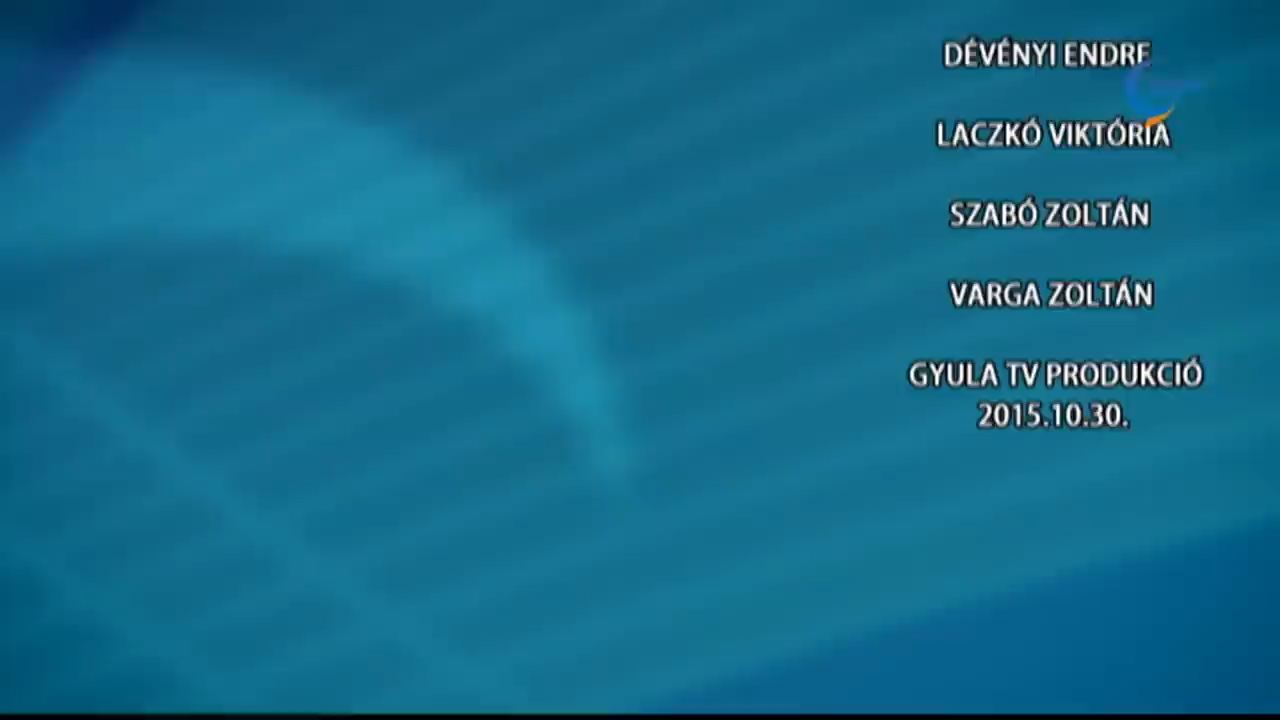 DÉVÉNYI ENDRE
LACZKÓ VIKTÓRIA
SZABÓ ZOLTÁN
VARGA ZOLTÁN
GYULA TV PRODUKCIÓ
2015.10.30.